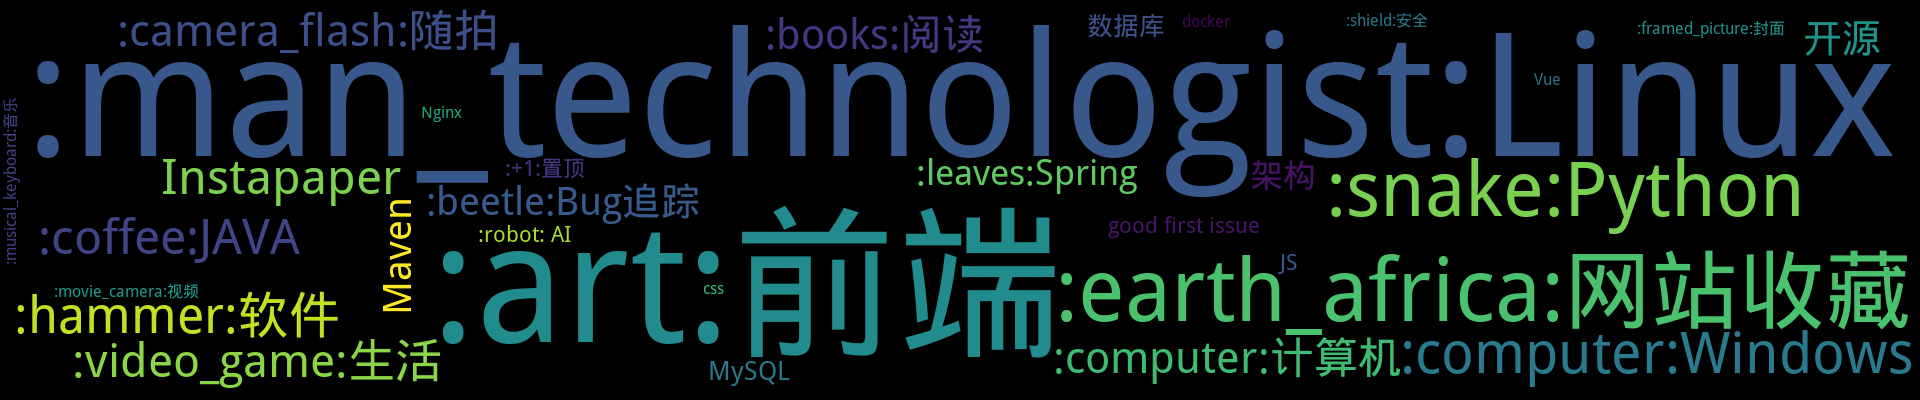 :camera_flash:随拍
:books:阅读
数据库
docker
:shield:安全
:framed_picture:封面
开源
:man_technologist:Linux
Vue
:musical_keyboard:音乐
Nginx
Instapaper
:+1:置顶
:leaves:Spring
架构
:snake:Python
:beetle:Bug追踪
Maven
:coffee:JAVA
:robot: AI
good first issue
:art:前端
JS
:earth_africa:网站收藏
:movie_camera:视频
css
:hammer:软件
:video_game:生活
MySQL
:computer:计算机
:computer:Windows